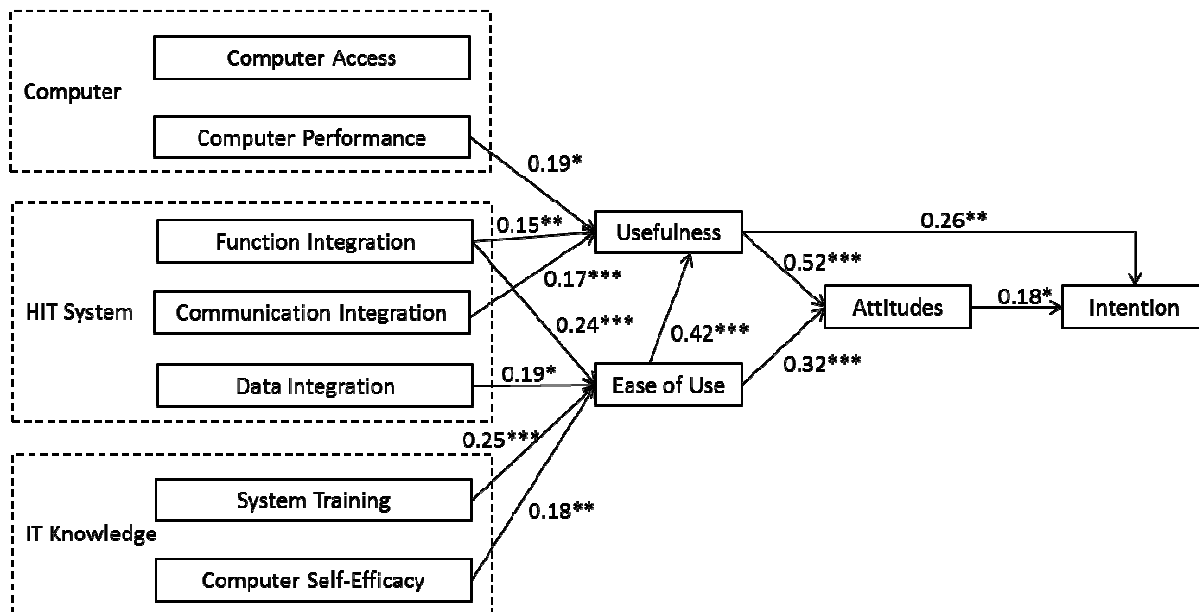 Computer Access
Computer
Computer Performance
0.19*
Function Integration
0.15**
Usefulness
0.26**
0.17***
0.52***
HIT System
Communication Integration
0.24***
0.42***
Attitudes
0.18*
Intention
Data Integration
0.19*
Ease of Use
0.32***
0.25***
System Training
0.18**
IT Knowledge
Computer Self-Efficacy